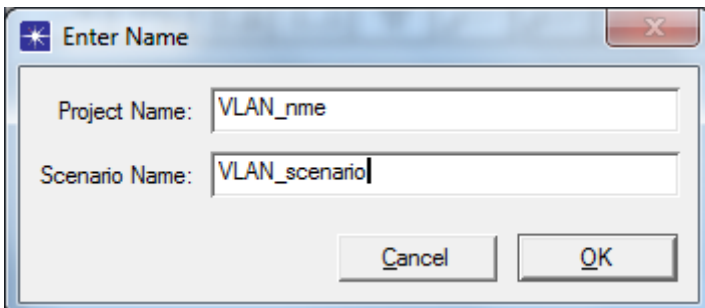 Enter Name
Project Name: VLAN_nme
Scenario Name: VLAN_scenario
Cancel OK